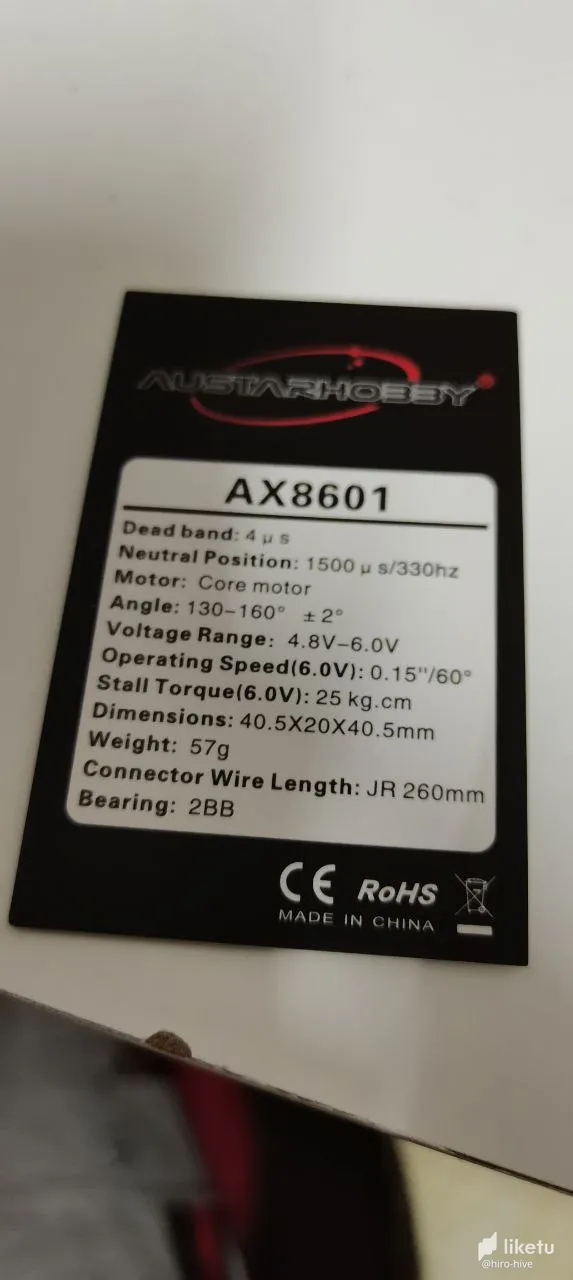 AUSTARHOBBY
AX8601
Dead band: 4 μ s
Neutral Position: 1500 μ s/330hz
Motor: Core motor
Angle: 130-160° ±2°
Voltage Range: 4.8V-6.0V
Operating Speed(6.0V): 0.15"/60°
Stall Torque(6.0V): 25 kg.cm
Dimensions: 40.5X20X40.5mm
Weight: 57g
Connector Wire Length: JR 260mm
Bearing: 2BB
CE RoHS
MADE IN CHINA
liketu
@hiro-hive